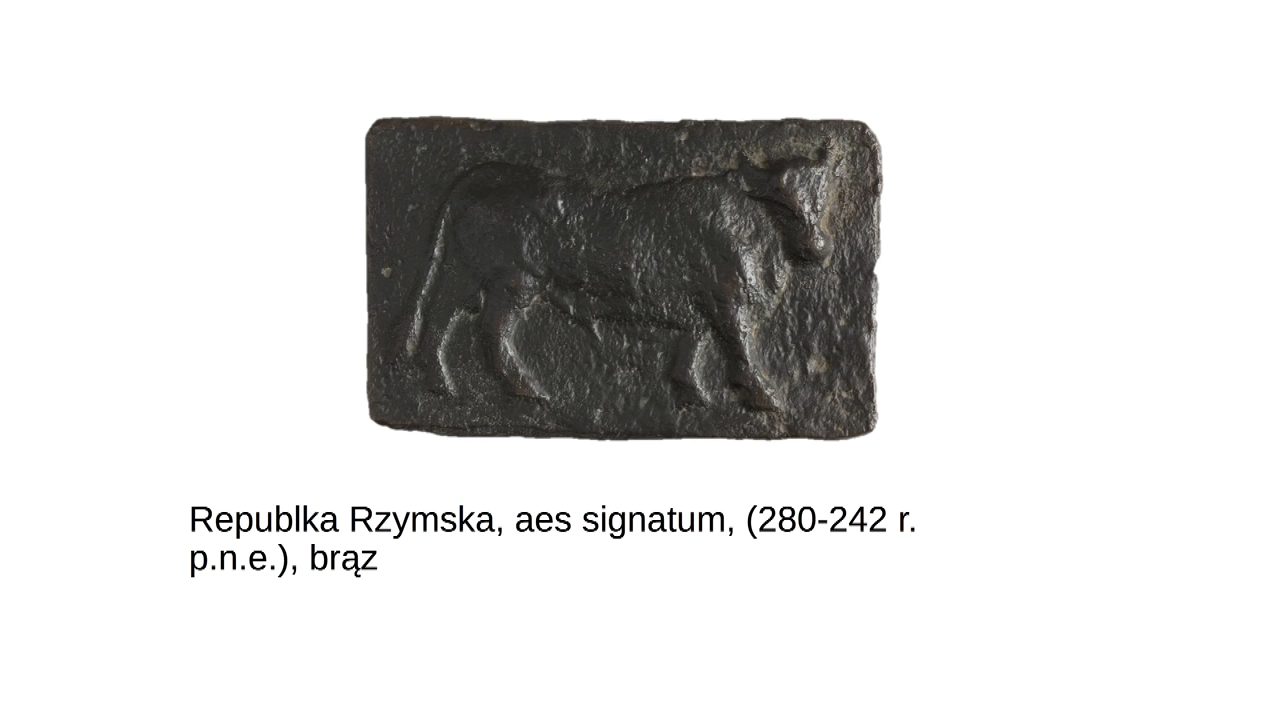 Republka Rzymska, aes signatum, (280-242 r.
p.n.e.), brąz